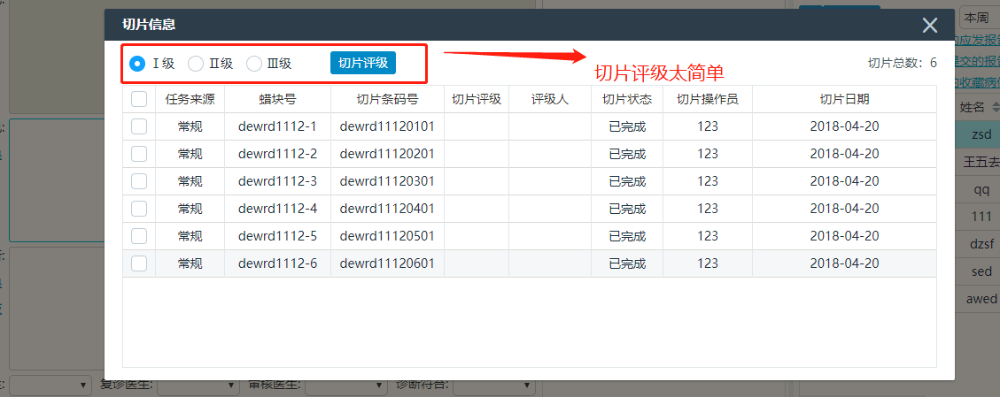 切片信息
本周
Ⅰ级 Ⅱ级 Ⅲ级 切片评级
切片评级太简单
切片总数：6
的应发报告
提交的报告
的收藏病例
任务来源 蜡块号 切片条码号 切片评级 评级人 切片状态 切片操作员 切片日期
常规 dewrd1112-1 dewrd11120101 已完成 123 2018-04-20
常规 dewrd1112-2 dewrd11120201 已完成 123 2018-04-20
常规 dewrd1112-3 dewrd11120301 已完成 123 2018-04-20
常规 dewrd1112-4 dewrd11120401 已完成 123 2018-04-20
常规 dewrd1112-5 dewrd11120501 已完成 123 2018-04-20
常规 dewrd1112-6 dewrd11120601 已完成 123 2018-04-20
姓名
zsd
王五去
qq
111
dzsf
sed
awed
复诊医生: 审核医生: 诊断符合: